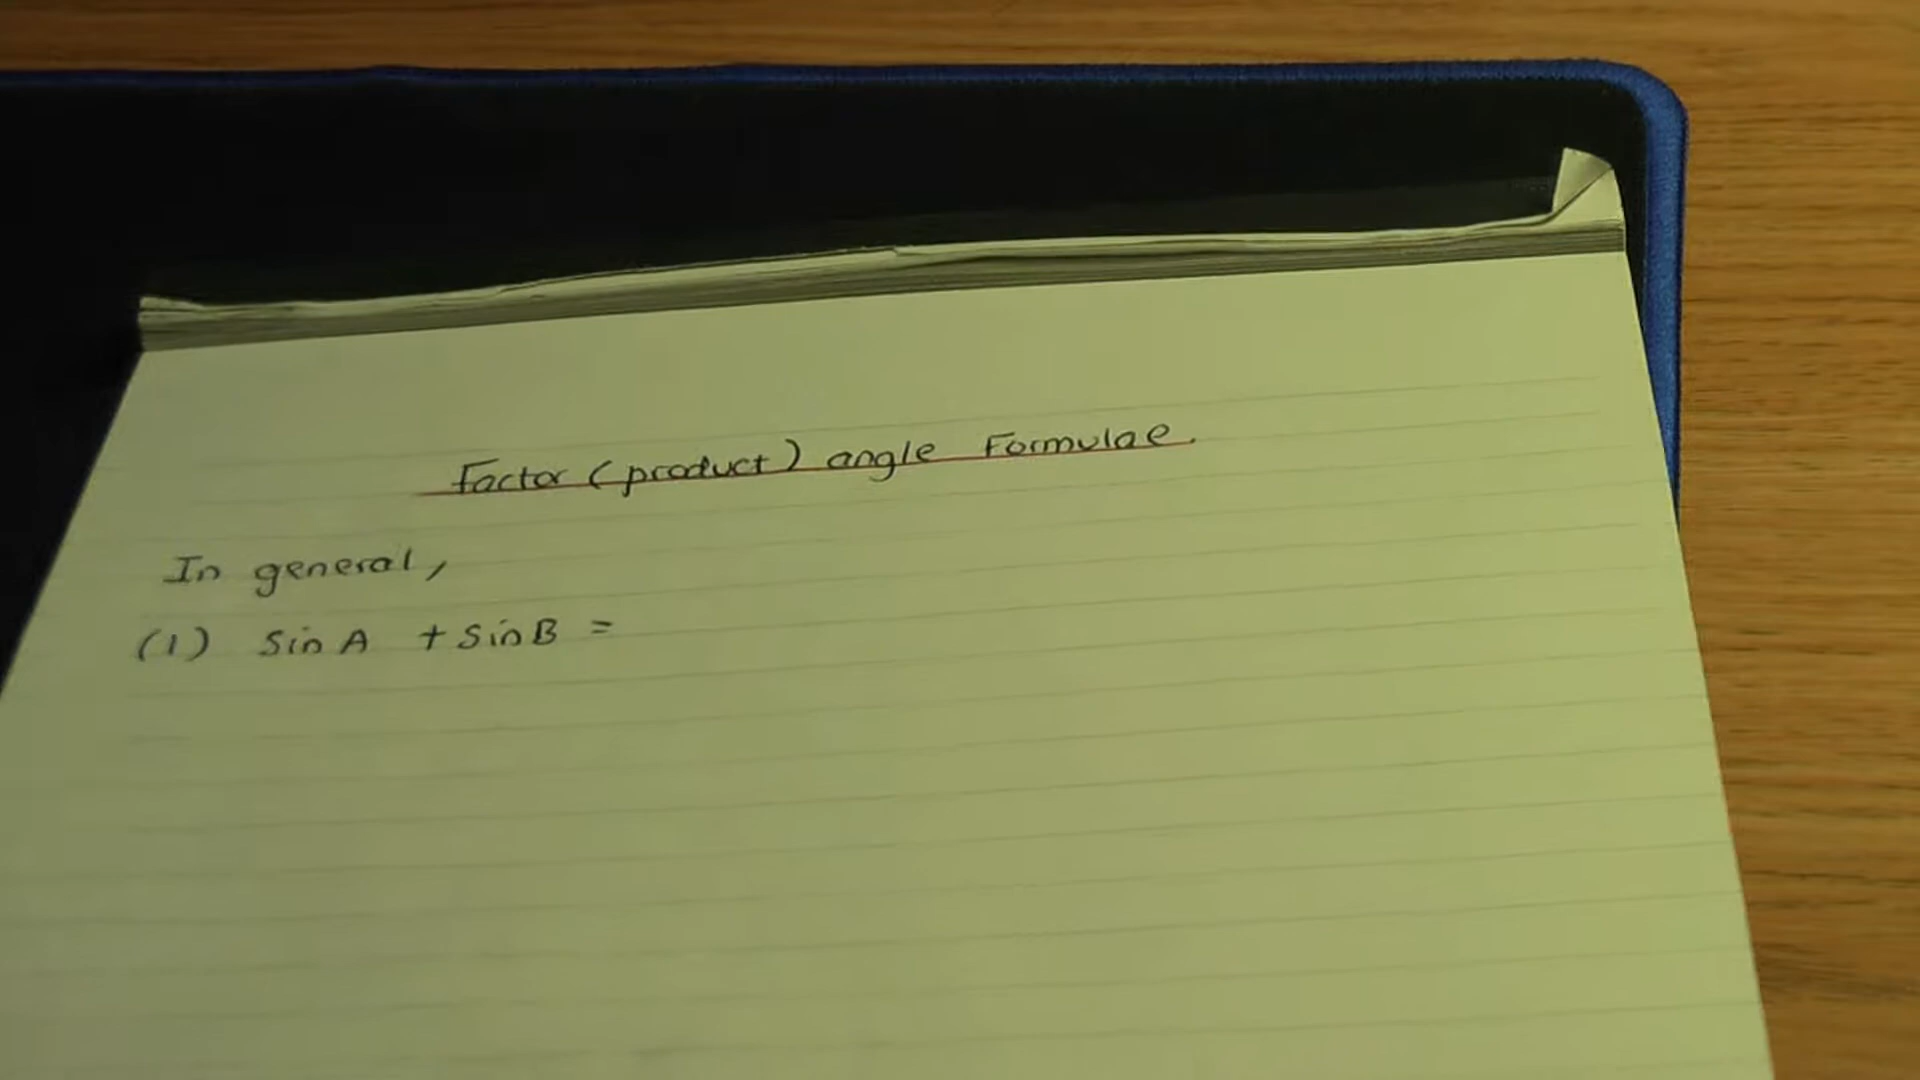 Factor (product) angle Formulae.
In general,
(1) Sin A + Sin B =